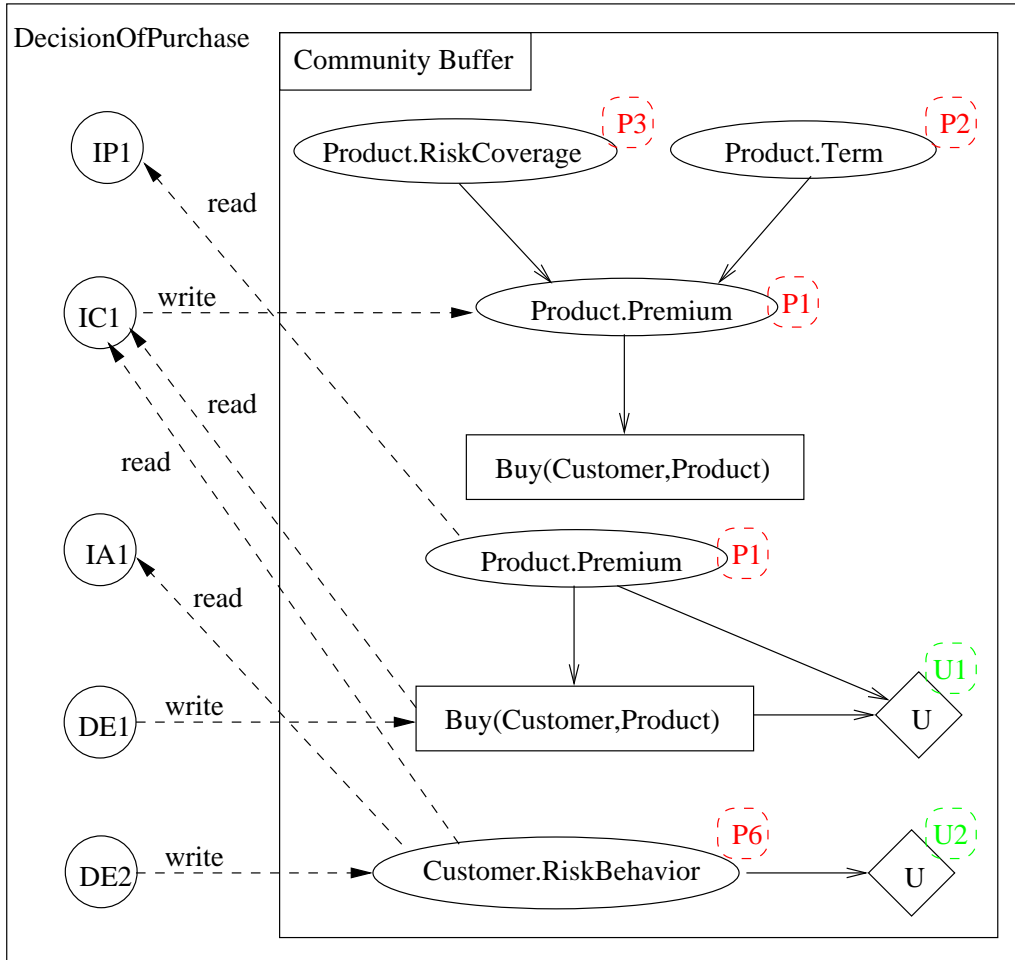 DecisionOfPurchase
Community Buffer
IP1
Product.RiskCoverage
P3
Product.Term
P2
read
IC1
write
Product.Premium
P1
read
read
Buy(Customer,Product)
IA1
Product.Premium
P1
read
U1
DE1
write
Buy(Customer,Product)
U
P6
U2
DE2
write
Customer.RiskBehavior
U